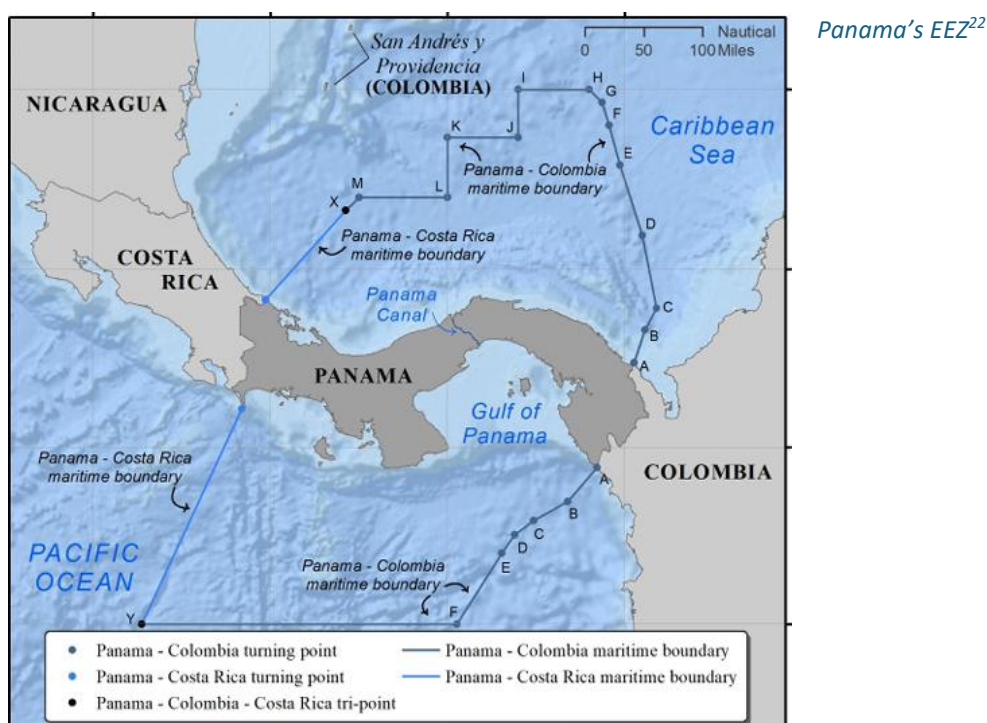 Panama's EEZ22
San Andrés y
Providencia
(COLOMBIA)
0 50 100
Nautical
Miles
NICARAGUA
I
H
G
F
K
J
Caribbean
Sea
E
Panama - Colombia
maritime boundary
M
L
X
D
Panama - Costa Rica
maritime boundary
COSTA
RICA
Panama
Canal
C
B
A
PANAMA
Gulf of
Panama
Panama - Costa Rica
maritime boundary
COLOMBIA
A
B
C
D
E
PACIFIC
OCEAN
Panama - Colombia
maritime boundary
Y
F
Panama - Colombia turning point
Panama - Colombia maritime boundary
Panama - Costa Rica turning point
Panama - Costa Rica maritime boundary
Panama - Colombia - Costa Rica tri-point